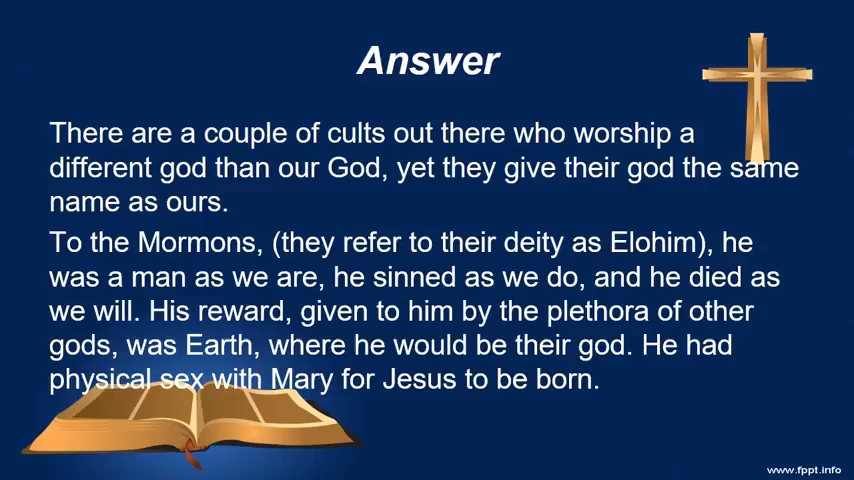 Answer
There are a couple of cults out there who worship a
different god than our God, yet they give their god the same
name as ours.
To the Mormons, (they refer to their deity as Elohim), he
was a man as we are, he sinned as we do, and he died as
we will. His reward, given to him by the plethora of other
gods, was Earth, where he would be their god. He had
physical sex with Mary for Jesus to be born.
www.fppt.info